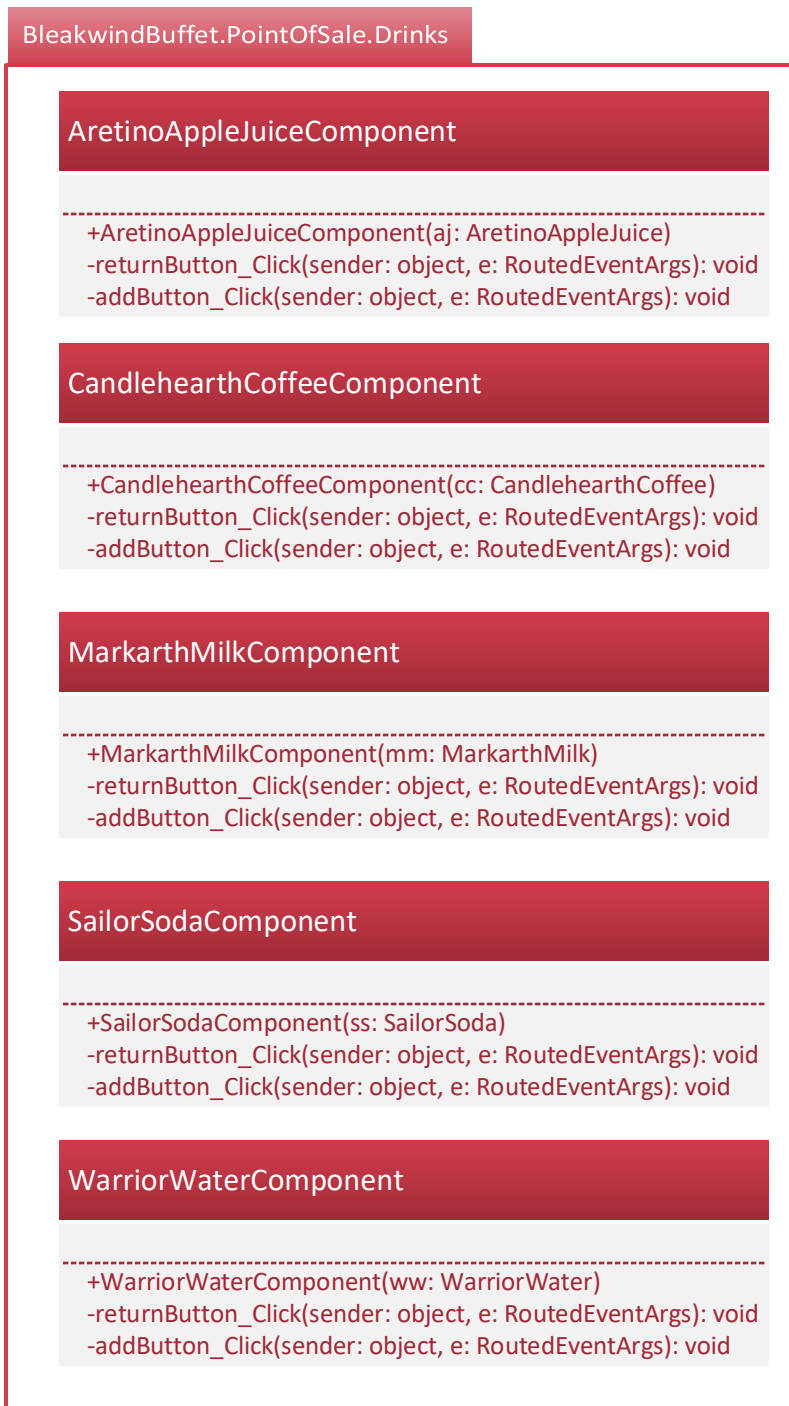 BleakwindBuffet.PointOfSale.Drinks
AretinoAppleJuiceComponent
+AretinoAppleJuiceComponent(aj: AretinoAppleJuice)
-returnButton_Click(sender: object, e: RoutedEventArgs): void
-addButton_Click(sender: object, e: RoutedEventArgs): void
CandlehearthCoffeeComponent
+CandlehearthCoffeeComponent(cc: CandlehearthCoffee)
-returnButton_Click(sender: object, e: RoutedEventArgs): void
-addButton_Click(sender: object, e: RoutedEventArgs): void
MarkarthMilkComponent
+MarkarthMilkComponent(mm: MarkarthMilk)
-returnButton_Click(sender: object, e: RoutedEventArgs): void
-addButton_Click(sender: object, e: RoutedEventArgs): void
SailorSodaComponent
+SailorSodaComponent(ss: SailorSoda)
-returnButton_Click(sender: object, e: RoutedEventArgs): void
-addButton_Click(sender: object, e: RoutedEventArgs): void
WarriorWaterComponent
+WarriorWaterComponent(ww: WarriorWater)
-returnButton_Click(sender: object, e: RoutedEventArgs): void
-addButton_Click(sender: object, e: RoutedEventArgs): void